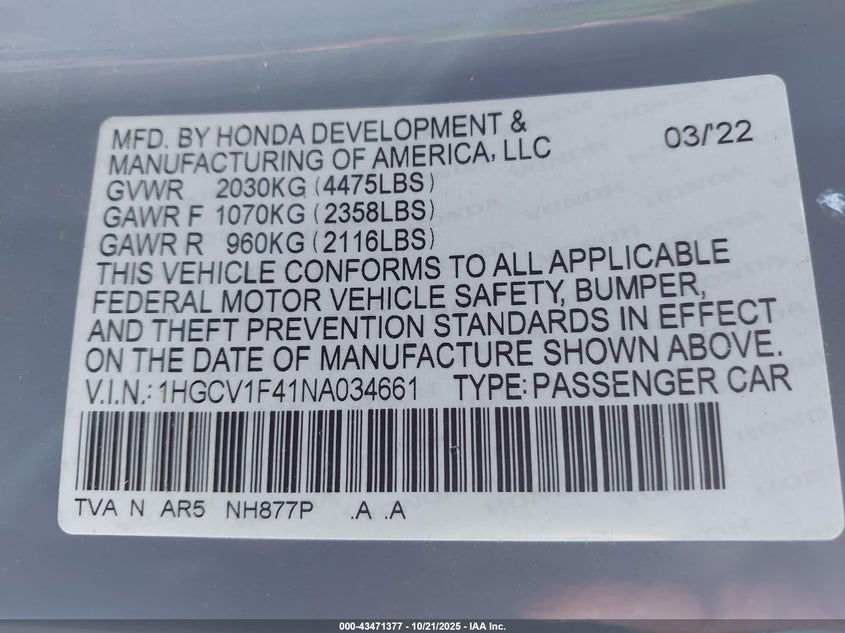 MFD. BY HONDA DEVELOPMENT &
MANUFACTURING OF AMERICA, LLC 03/'22
GVWR 2030KG (4475LBS)
GAWR F 1070KG (2358LBS)
GAWR R 960KG (2116LBS)
THIS VEHICLE CONFORMS TO ALL APPLICABLE
FEDERAL MOTOR VEHICLE SAFETY, BUMPER,
AND THEFT PREVENTION STANDARDS IN EFFECT
ON THE DATE OF MANUFACTURE SHOWN ABOVE.
V.I.N.: 1HGCV1F41NA034661 TYPE: PASSENGER CAR
TVA N AR5 NH877P .A .A
000-43471377 - 10/21/2025 - IAA Inc.